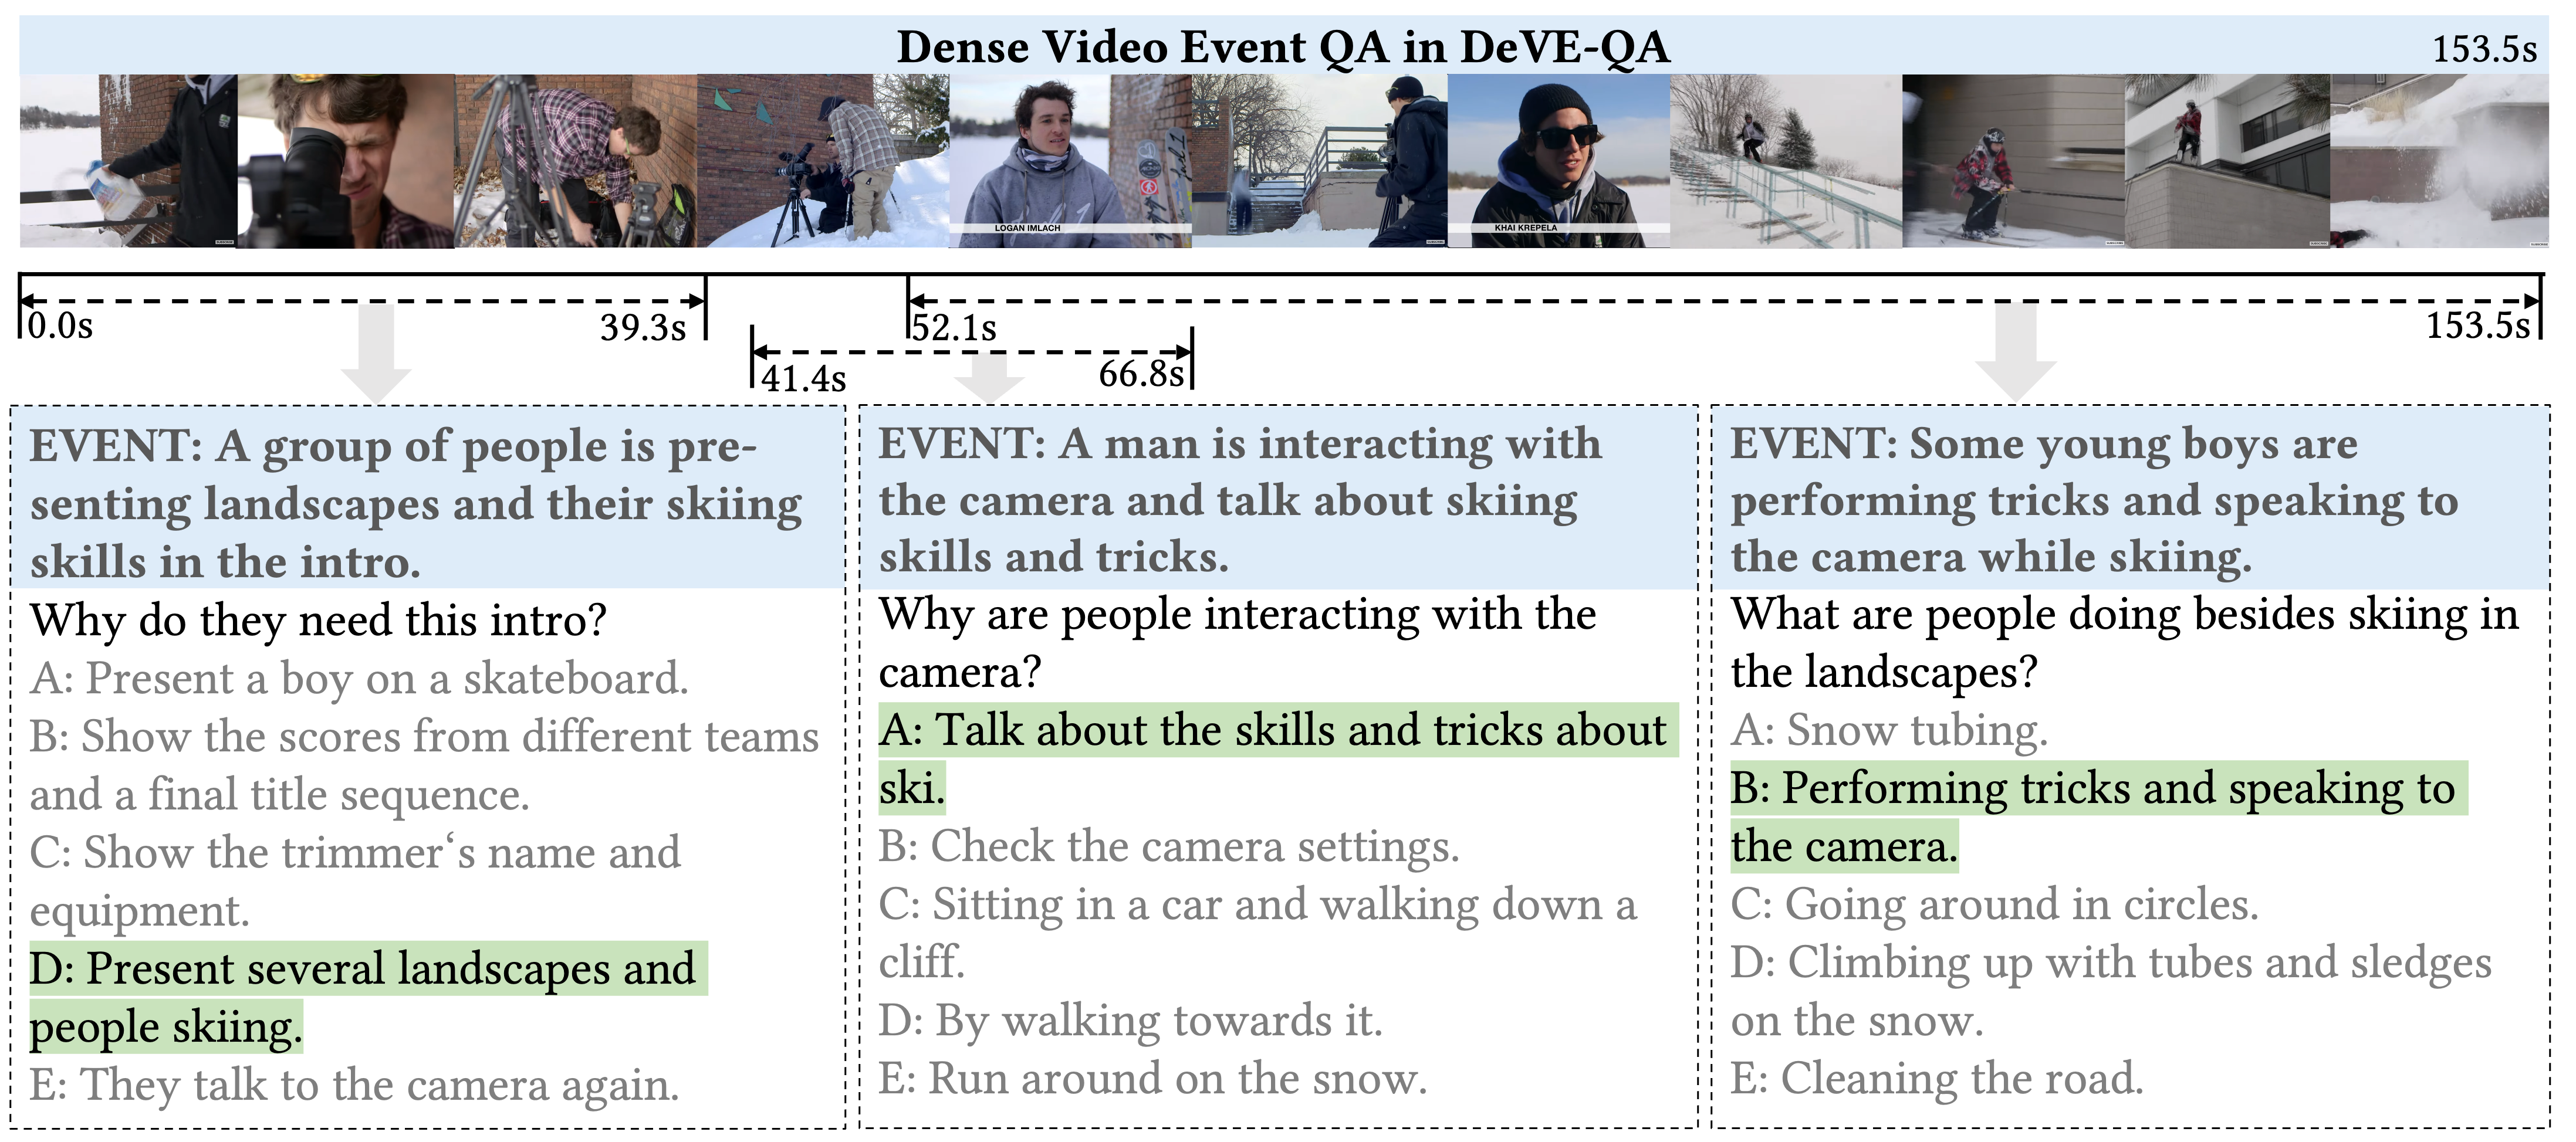 Dense Video Event QA in DeVE-QA
153.5s
LOGAN IMLACH
KHAI KREPELA
0.0s
39.3s
52.1s
153.5s
41.4s
66.8s
EVENT: A group of people is pre-
senting landscapes and their skiing
skills in the intro.
Why do they need this intro?
A: Present a boy on a skateboard.
B: Show the scores from different teams
and a final title sequence.
C: Show the trimmer‘s name and
equipment.
D: Present several landscapes and
people skiing.
E: They talk to the camera again.
EVENT: A man is interacting with
the camera and talk about skiing
skills and tricks.
Why are people interacting with the
camera?
A: Talk about the skills and tricks about
ski.
B: Check the camera settings.
C: Sitting in a car and walking down a
cliff.
D: By walking towards it.
E: Run around on the snow.
EVENT: Some young boys are
performing tricks and speaking to
the camera while skiing.
What are people doing besides skiing in
the landscapes?
A: Snow tubing.
B: Performing tricks and speaking to
the camera.
C: Going around in circles.
D: Climbing up with tubes and sledges
on the snow.
E: Cleaning the road.